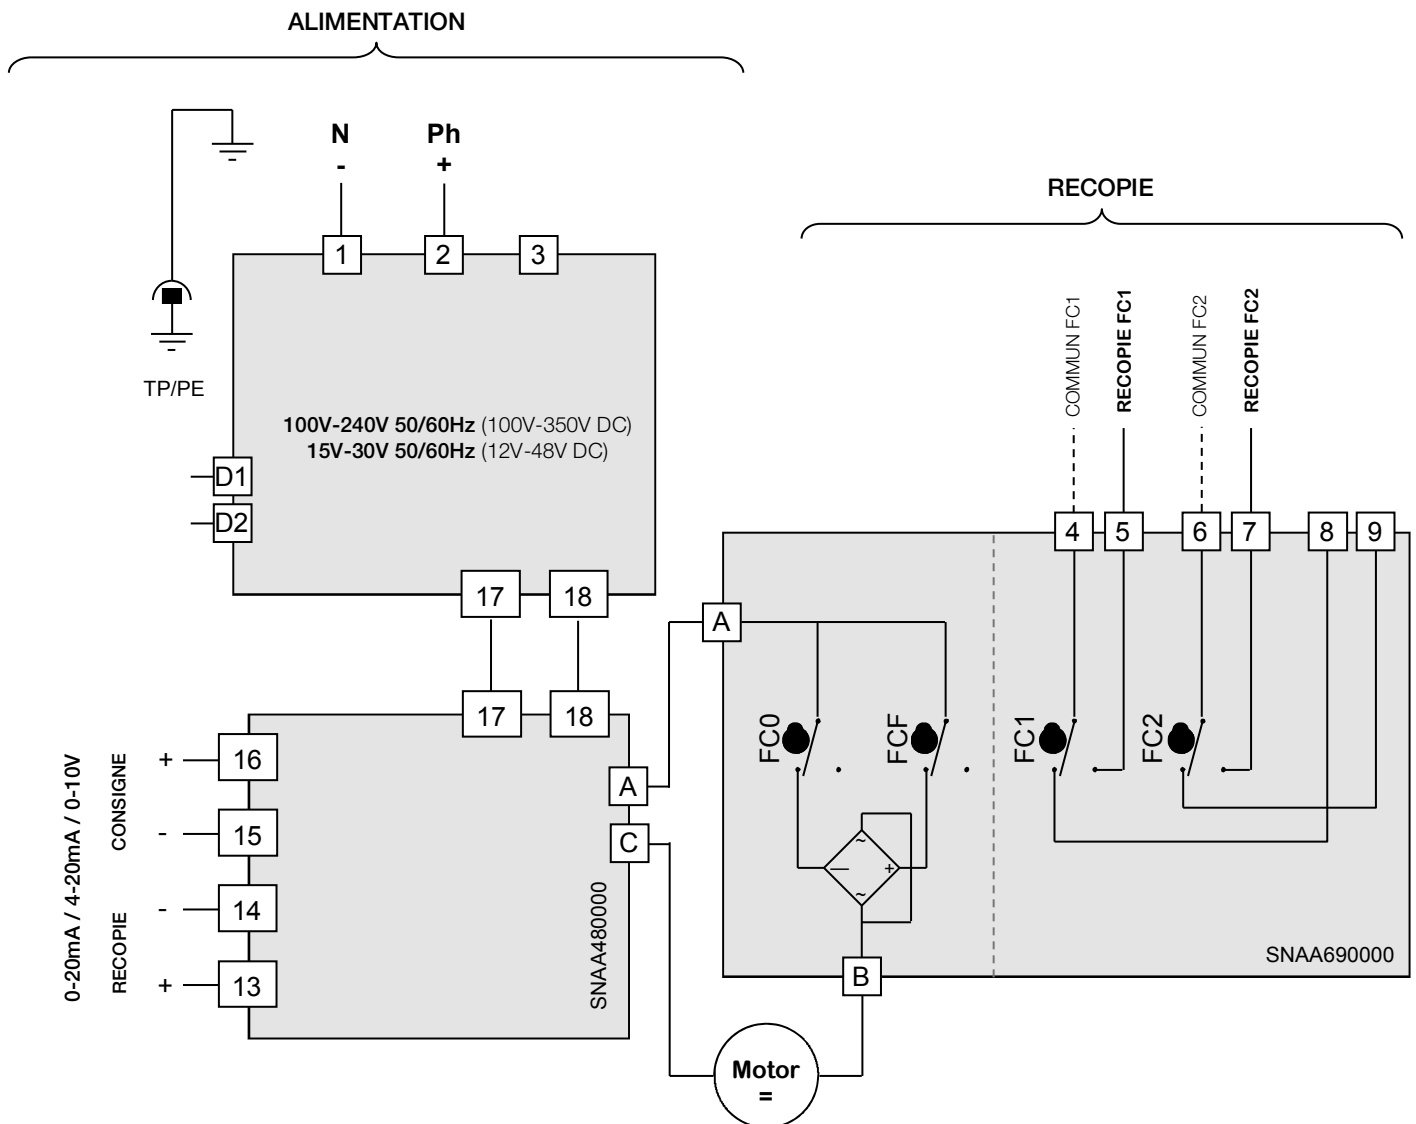 ALIMENTATION
N
-
Ph
+
1
2
3
TP/PE
100V-240V 50/60Hz (100V-350V DC)
15V-30V 50/60Hz (12V-48V DC)
D1
D2
17
18
17
18
0-20mA / 4-20mA / 0-10V
CONSIGNE
RECOPIE
+
16
-
15
-
14
+
13
A
C
SNAA480000
RECOPIE
COMMUN FC1
RECOPIE FC1
COMMUN FC2
RECOPIE FC2
4
5
6
7
8
9
A
FC0
FCF
FC1
FC2
~
—
+
~
B
SNAA690000
Motor
=